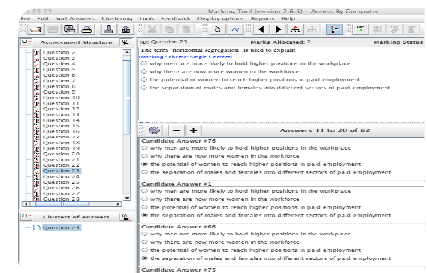 Marking Tool (version 2.6.5) - Assess By Computer
File Edit Sort Answers Clustering Tools Feedback Display options Reports Help
Assessment Structure
Question 2
Question 3
Question 4
Question 5
Question 6
Question 7
Question 8
Question 9
Question 10
Question 11
Question 12
Question 13
Question 14
Question 15
Question 16
Question 17
Question 18
Question 19
Question 20
Question 21
Question 22
Question 23
Question 24
Question 25
Question 26
Question 27
Question 28
Clusters of answers
Question 23
ID: Question 23 Marks Allocated: 2 Marking Status
The term 'horizontal segregation' is used to explain
why men are more likely to hold higher positions in the workplace
why there are now more women in the workforce
the potential of women to reach higher positions in paid employment
the separation of males and females into different sectors of paid employment
Answers 11 to 20 of 82
Candidate Answer #76
why men are more likely to hold higher positions in the workplace
why there are now more women in the workforce
the potential of women to reach higher positions in paid employment
the separation of males and females into different sectors of paid employment
Candidate Answer #1
why men are more likely to hold higher positions in the workplace
why there are now more women in the workforce
the potential of women to reach higher positions in paid employment
the separation of males and females into different sectors of paid employment
Candidate Answer #66
why men are more likely to hold higher positions in the workplace
why there are now more women in the workforce
the potential of women to reach higher positions in paid employment
the separation of males and females into different sectors of paid employment
Candidate Answer #75